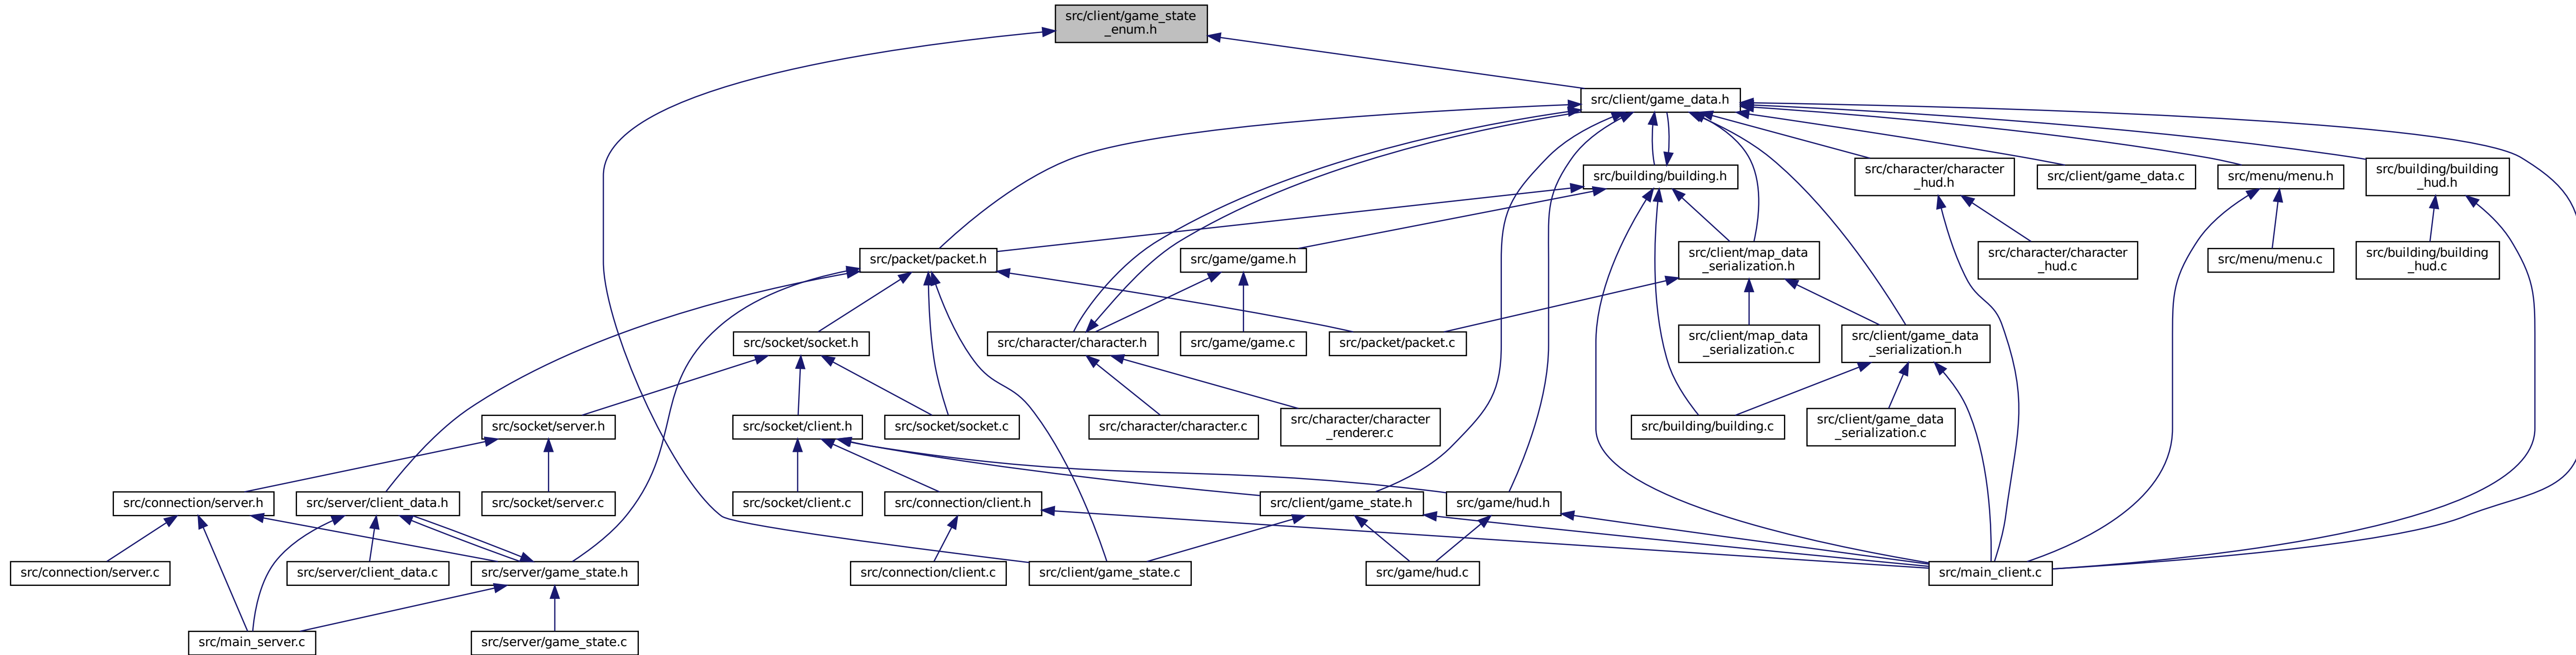 src/client/game_state
_enum.h
src/client/game_data.h
src/building/building.h
src/character/character
_hud.h
src/client/game_data.c
src/menu/menu.h
src/building/building
_hud.h
src/packet/packet.h
src/game/game.h
src/client/map_data
_serialization.h
src/character/character
_hud.c
src/menu/menu.c
src/building/building
_hud.c
src/socket/socket.h
src/character/character.h
src/game/game.c
src/packet/packet.c
src/client/map_data
_serialization.c
src/client/game_data
_serialization.h
src/socket/server.h
src/socket/client.h
src/socket/socket.c
src/character/character.c
src/character/character
_renderer.c
src/building/building.c
src/client/game_data
_serialization.c
src/connection/server.h
src/server/client_data.h
src/socket/server.c
src/socket/client.c
src/connection/client.h
src/client/game_state.h
src/game/hud.h
src/connection/server.c
src/server/client_data.c
src/server/game_state.h
src/connection/client.c
src/client/game_state.c
src/game/hud.c
src/main_client.c
src/main_server.c
src/server/game_state.c